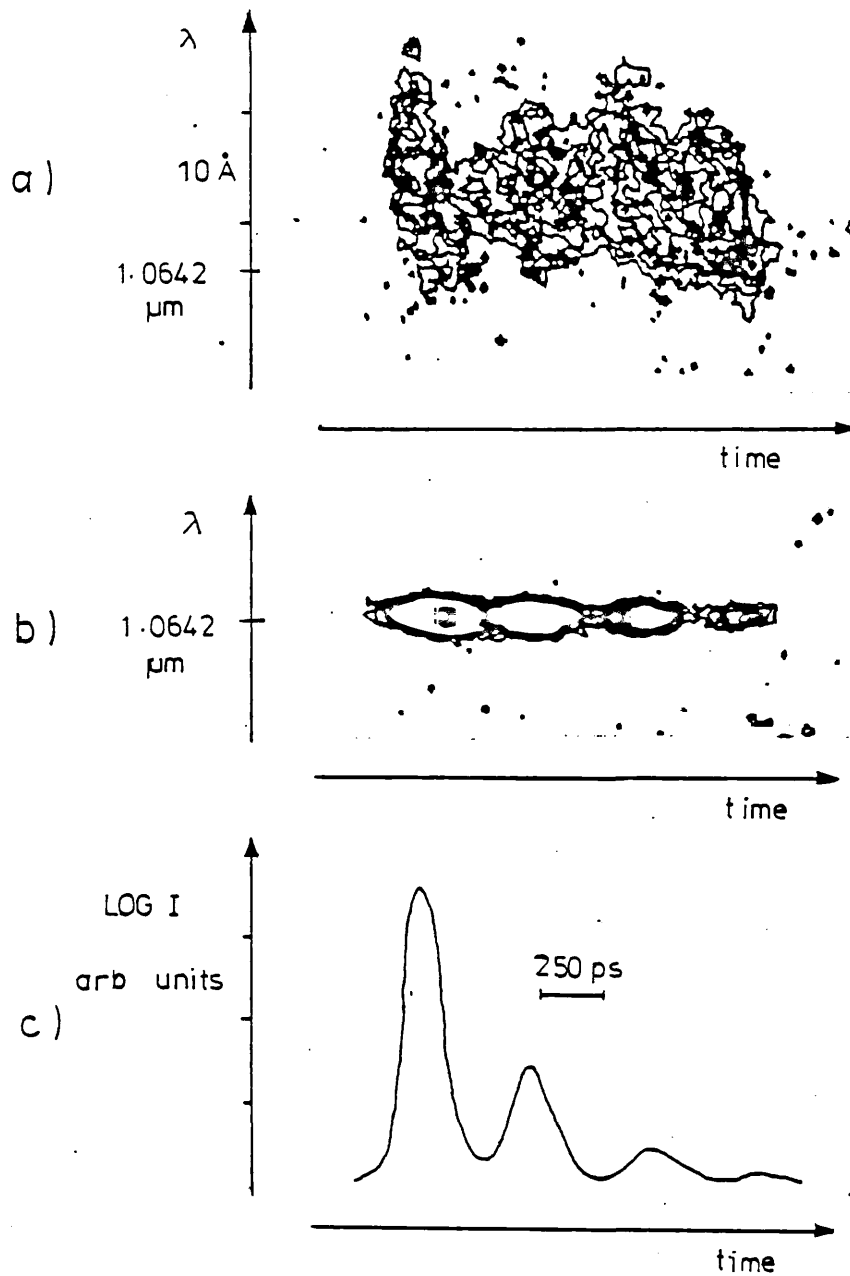 λ
a)
10 Å
1.0642
µm
time
λ
b)
1.0642
µm
time
LOG I
arb units
250 ps
c)
time